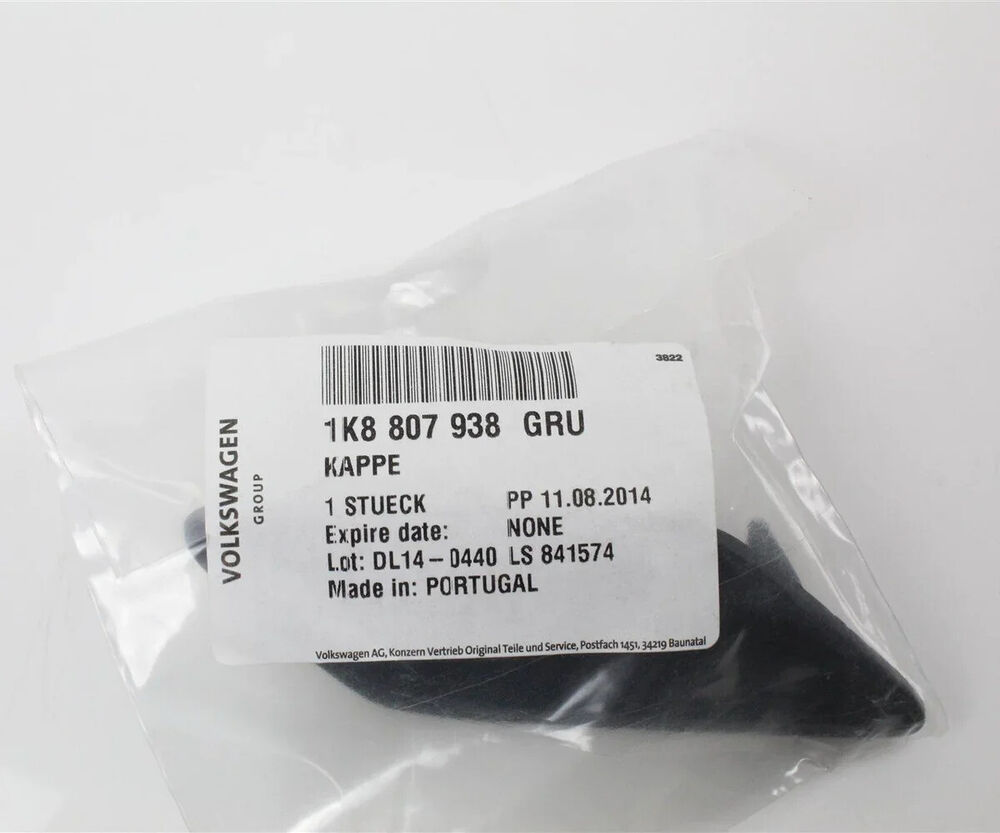 3822
1K8 807 938 GRU
KAPPE
1 STUECK PP 11.08.2014
Expire date: NONE
Lot: DL14-0440 LS 841574
Made in: PORTUGAL
VOLKSWAGEN
GROUP
Volkswagen AG, Konzern Vertrieb Original Teile und Service, Postfach 1451, 34219 Baunatal